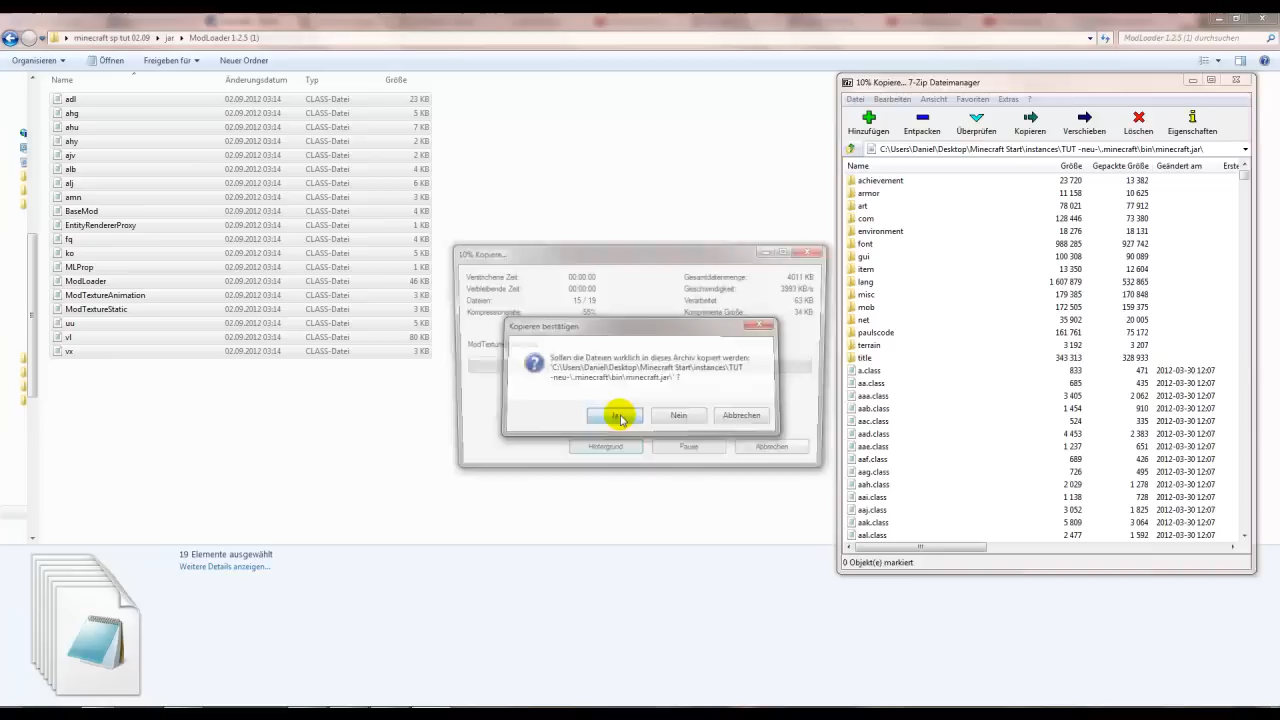 minecraft sp tut 02.09 ▸ jar ▸ ModLoader 1.2.5 (1)
ModLoader 1.2.5 (1) durchsuchen
Organisieren Öffnen Freigeben für Neuer Ordner
Name Änderungsdatum Typ Größe
adl 02.09.2012 03:14 CLASS-Datei 23 KB
ahg 02.09.2012 03:14 CLASS-Datei 5 KB
ahu 02.09.2012 03:14 CLASS-Datei 7 KB
ahy 02.09.2012 03:14 CLASS-Datei 2 KB
ajv 02.09.2012 03:14 CLASS-Datei 5 KB
alb 02.09.2012 03:14 CLASS-Datei 6 KB
alj 02.09.2012 03:14 CLASS-Datei 4 KB
amn 02.09.2012 03:14 CLASS-Datei 3 KB
BaseMod 02.09.2012 03:14 CLASS-Datei 4 KB
EntityRendererProxy 02.09.2012 03:14 CLASS-Datei 1 KB
fq 02.09.2012 03:14 CLASS-Datei 4 KB
02.09.2012 03:14 CLASS-Datei 3 KB
MLProp 02.09.2012 03:14 CLASS-Datei 1 KB
ModLoader 02.09.2012 03:14 CLASS-Datei 46 KB
ModTextureAnimation 02.09.2012 03:14 CLASS-Datei 3 KB
ModTextureStatic 02.09.2012 03:14 CLASS-Datei 2 KB
uu 02.09.2012 03:14 CLASS-Datei 4 KB
vl 02.09.2012 03:14 CLASS-Datei 80 KB
vx 02.09.2012 03:14 CLASS-Datei 3 KB
19 Elemente ausgewählt
Weitere Details anzeigen...
10% Kopiere...
Verstrichene Zeit: 00:00:00 Gesamtdatenmenge: 4011 KB
Verbleibende Zeit: 00:00:00 Geschwindigkeit: 3993 KB/s
Dateien: 15 / 19 Verarbeitet: 63 KB
Kompressionsrate: 55% Komprimierte Größe: 34 KB
Kopieren bestätigen
Sollen die Dateien wirklich in dieses Archiv kopiert werden:
'C:\Users\Daniel\Desktop\Minecraft Start\instances\TUT
-neu-\.minecraft\bin\minecraft.jar\' ?
Nein Abbrechen
Hintergrund Pause Abbrechen
10% Kopiere... 7-Zip Dateimanager
Datei Bearbeiten Ansicht Favoriten Extras ?
Hinzufügen Entpacken Überprüfen Kopieren Verschieben Löschen Eigenschaften
C:\Users\Daniel\Desktop\Minecraft Start\instances\TUT -neu-\.minecraft\bin\minecraft.jar\
Name Größe Gepackte Größe Geändert am Erste
achievement 23 720 13 382
armor 11 158 10 625
art 78 021 77 912
com 128 446 73 380
environment 18 276 18 131
font 988 285 927 742
gui 100 308 90 089
item 13 350 12 604
lang 1 607 879 532 865
misc 179 385 170 848
mob 172 505 159 375
net 35 902 20 005
paulscode 161 761 75 172
terrain 3 192 3 207
title 343 313 328 933
a.class 833 471 2012-03-30 12:07
aa.class 685 435 2012-03-30 12:07
aaa.class 3 405 2 062 2012-03-30 12:07
aab.class 1 454 910 2012-03-30 12:07
aac.class 524 335 2012-03-30 12:07
aad.class 4 453 2 383 2012-03-30 12:07
aae.class 1 237 651 2012-03-30 12:07
aaf.class 689 426 2012-03-30 12:07
aag.class 726 495 2012-03-30 12:07
aah.class 2 029 1 278 2012-03-30 12:07
aai.class 1 138 728 2012-03-30 12:07
aaj.class 3 052 1 825 2012-03-30 12:07
aak.class 5 809 3 064 2012-03-30 12:07
aal.class 2 477 1 592 2012-03-30 12:07
0 Objekt(e) markiert